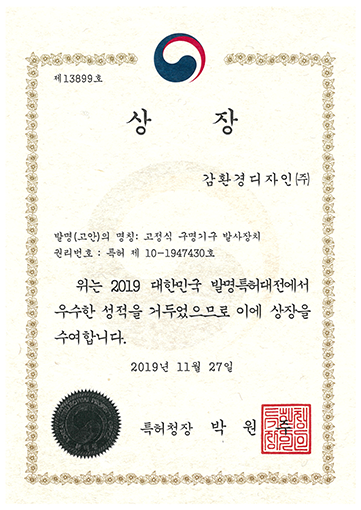 제13899호
상 장
감환경디자인(주)
발명(고안)의 명칭: 고정식 구명기구 발사장치
권리번호 : 특허 제 10-1947430호
위는 2019 대한민국 발명특허대전에서
우수한 성적을 거두었으므로 이에 상장을
수여합니다.
2019년 11월 27일
특허청장 박 원 주